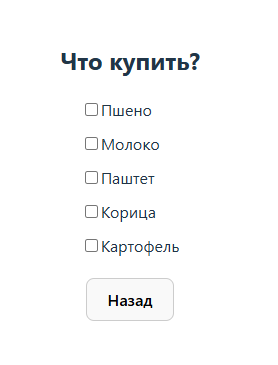 Что купить?
Пшено
Молоко
Паштет
Корица
Картофель
Назад